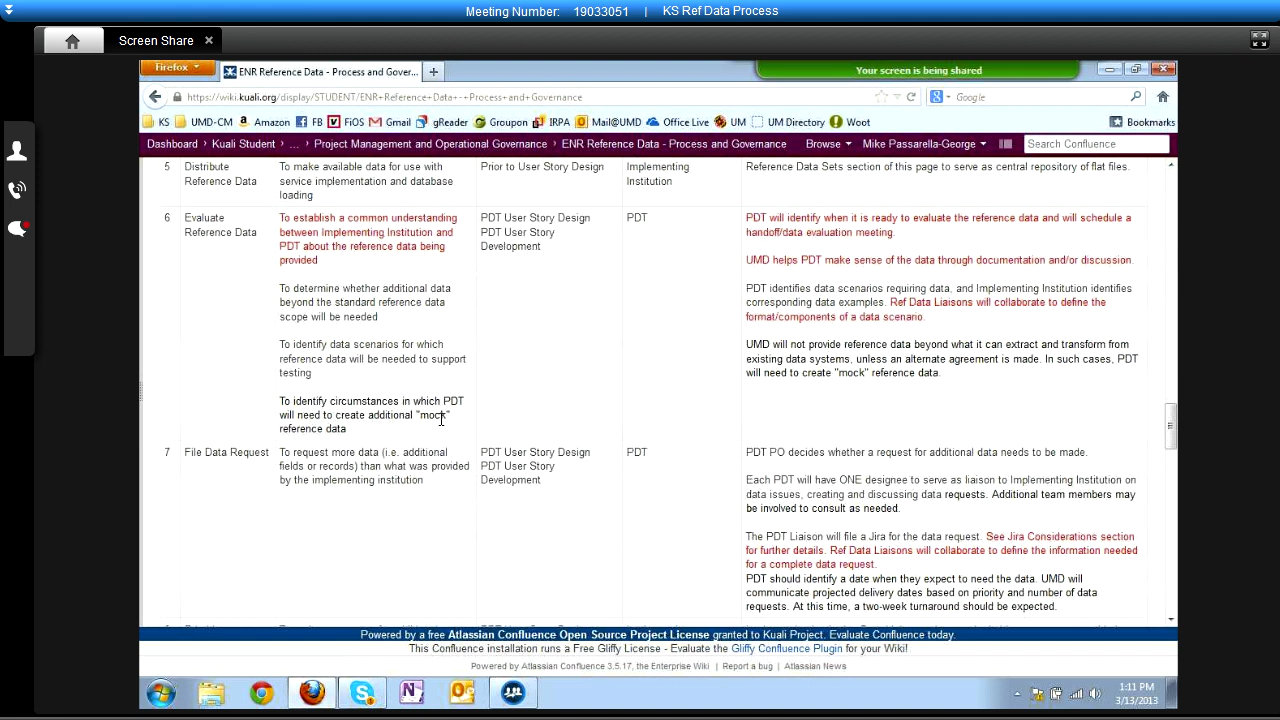 Meeting Number: 19033051 | KS Ref Data Process
Screen Share
Firefox
ENR Reference Data - Process and Gover...
Your screen is being shared
https://wiki.kuali.org/display/STUDENT/ENR+Reference+Data+-+Process+and+Governance
Google
KS UMD-CM Amazon FB FiOS Gmail gReader Groupon IRPA Mail@UMD Office Live UM UM Directory Woot Bookmarks
Dashboard > Kuali Student > ... > Project Management and Operational Governance > ENR Reference Data - Process and Governance Browse Mike Passarella-George Search Confluence
5 Distribute Reference Data
To make available data for use with
service implementation and database
loading
Prior to User Story Design
Implementing
Institution
Reference Data Sets section of this page to serve as central repository of flat files.
6 Evaluate
Reference Data
To establish a common understanding
between Implementing Institution and
PDT about the reference data being
provided
To determine whether additional data
beyond the standard reference data
scope will be needed
To identify data scenarios for which
reference data will be needed to support
testing
To identify circumstances in which PDT
will need to create additional "mock"
reference data
PDT User Story Design
PDT User Story
Development
PDT
PDT will identify when it is ready to evaluate the reference data and will schedule a
handoff/data evaluation meeting.
UMD helps PDT make sense of the data through documentation and/or discussion.
PDT identifies data scenarios requiring data, and Implementing Institution identifies
corresponding data examples. Ref Data Liaisons will collaborate to define the
format/components of a data scenario.
UMD will not provide reference data beyond what it can extract and transform from
existing data systems, unless an alternate agreement is made. In such cases, PDT
will need to create "mock" reference data.
7 File Data Request
To request more data (i.e. additional
fields or records) than what was provided
by the implementing institution
PDT User Story Design
PDT User Story
Development
PDT
PDT PO decides whether a request for additional data needs to be made.
Each PDT will have ONE designee to serve as liaison to Implementing Institution on
data issues, creating and discussing data requests. Additional team members may
be involved to consult as needed.
The PDT Liaison will file a Jira for the data request. See Jira Considerations section
for further details. Ref Data Liaisons will collaborate to define the information needed
for a complete data request.
PDT should identify a date when they expect to need the data. UMD will
communicate projected delivery dates based on priority and number of data
requests. At this time, a two-week turnaround should be expected.
Powered by a free Atlassian Confluence Open Source Project License granted to Kuali Project. Evaluate Confluence today.
This Confluence installation runs a Free Gliffy License - Evaluate the Gliffy Confluence Plugin for your Wiki!
Powered by Atlassian Confluence 3.5.17, the Enterprise Wiki | Report a bug | Atlassian News
1:11 PM
3/13/2013